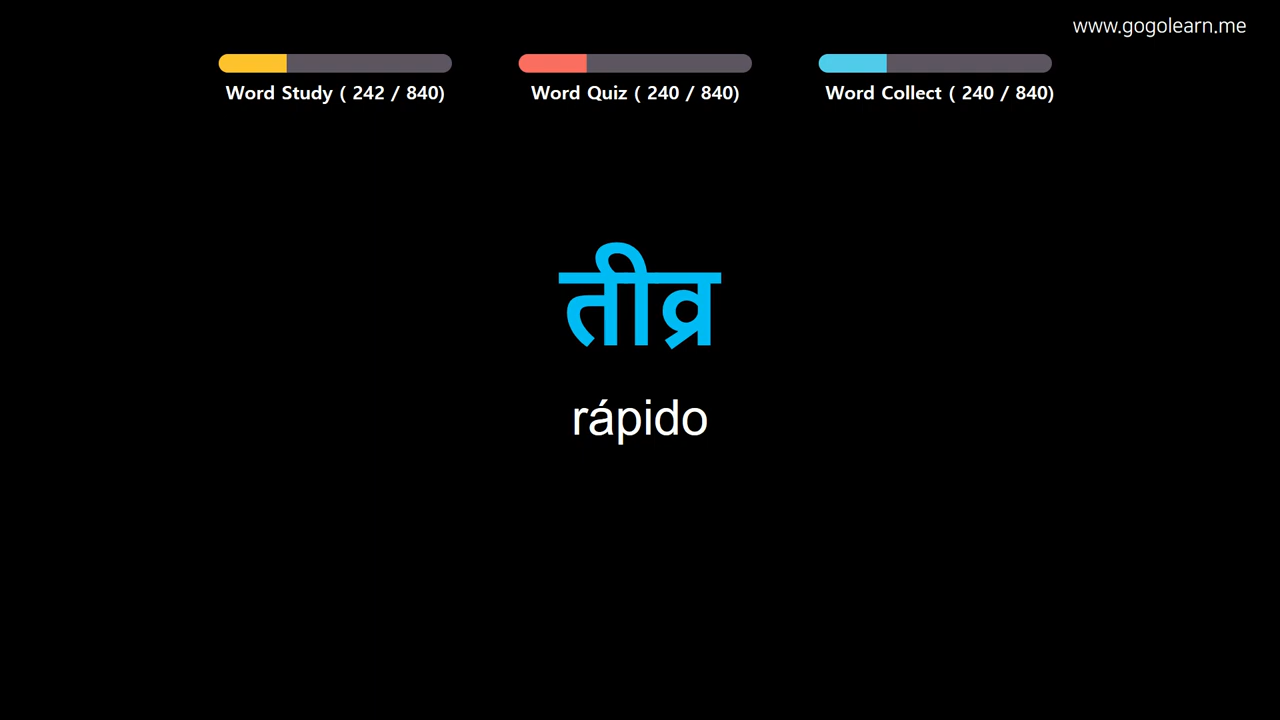 www.gogolearn.me
Word Study ( 242 / 840)
Word Quiz ( 240 / 840)
Word Collect ( 240 / 840)
तीव्र
rápido